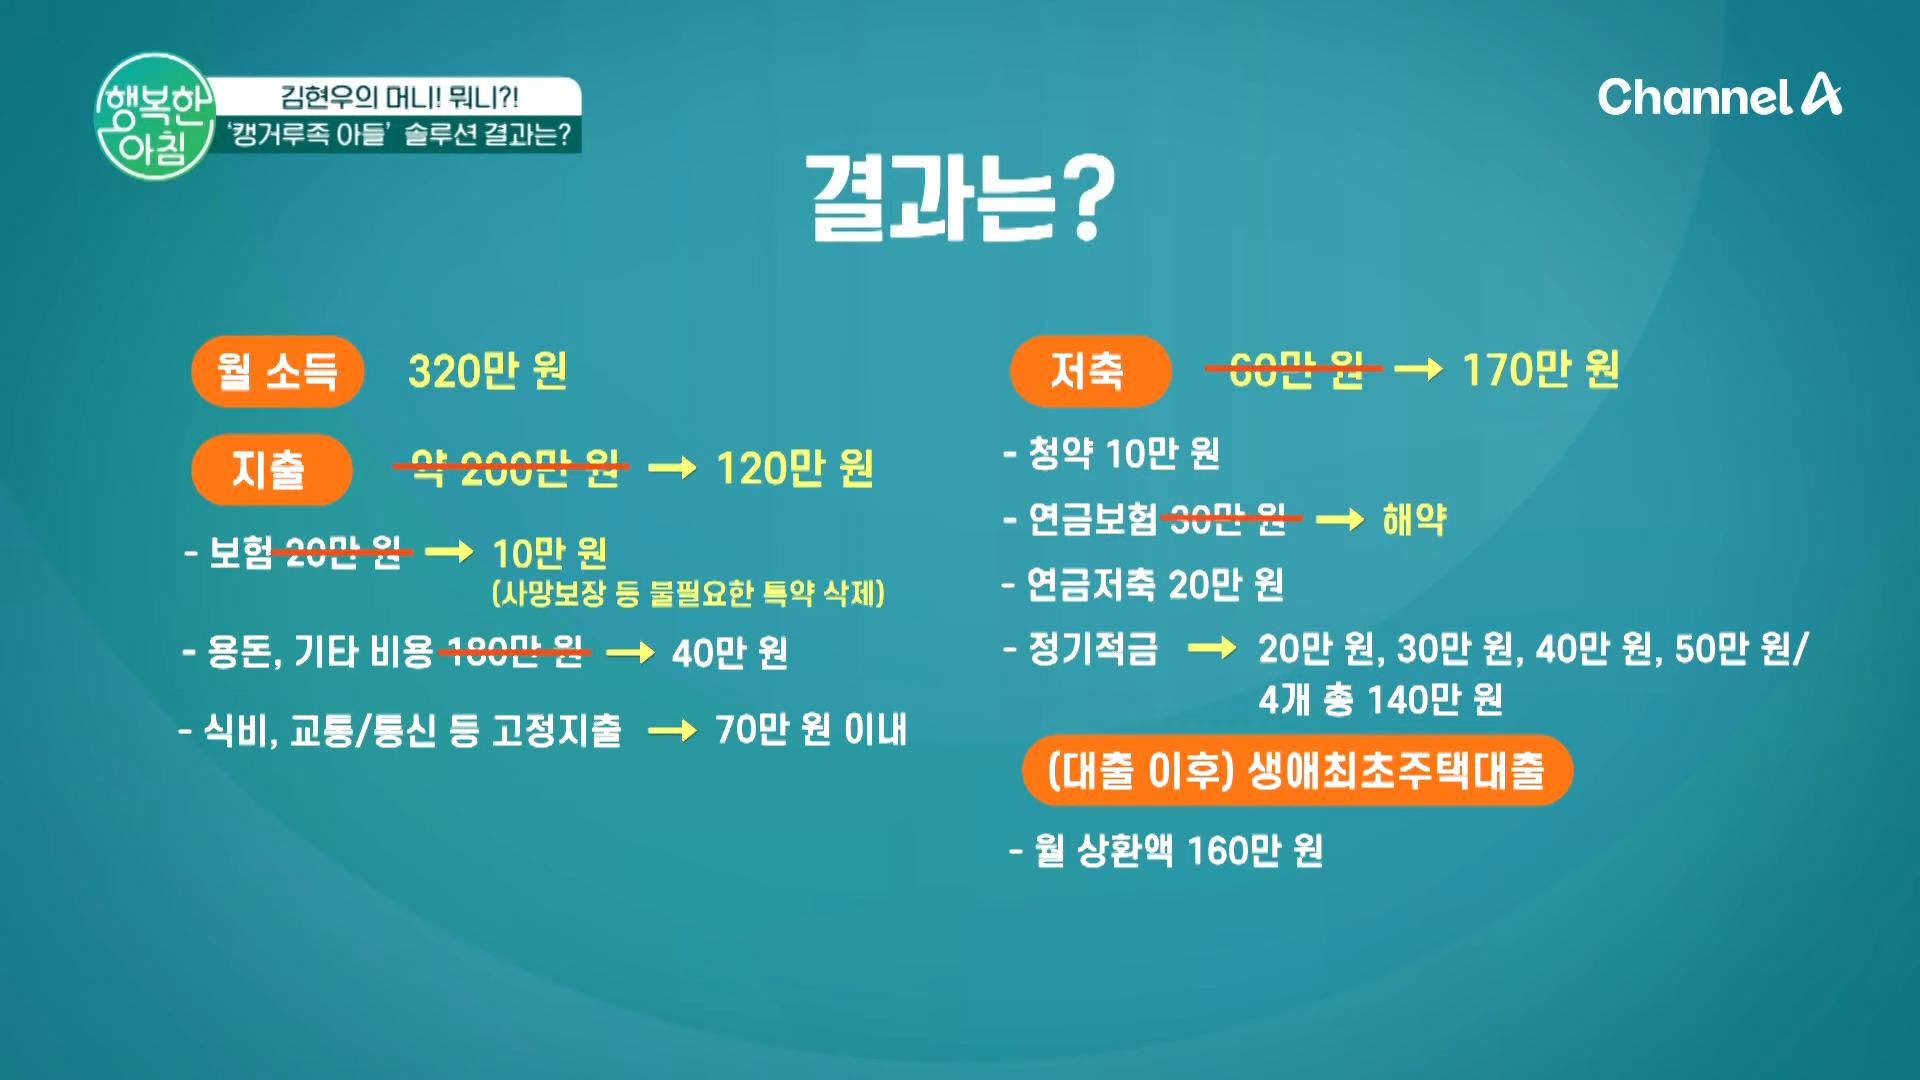 행복한
아침
김현우의 머니! 뭐니?!
‘캥거루족 아들’ 솔루션 결과는?
Channel A
결과는?
월 소득 320만 원
지출 약 200만 원 → 120만 원
- 보험 20만 원 → 10만 원
(사망보장 등 불필요한 특약 삭제)
- 용돈, 기타 비용 180만 원 → 40만 원
- 식비, 교통/통신 등 고정지출 → 70만 원 이내
저축 60만 원 → 170만 원
- 청약 10만 원
- 연금보험 30만 원 → 해약
- 연금저축 20만 원
- 정기적금 → 20만 원, 30만 원, 40만 원, 50만 원/
4개 총 140만 원
(대출 이후) 생애최초주택대출
- 월 상환액 160만 원